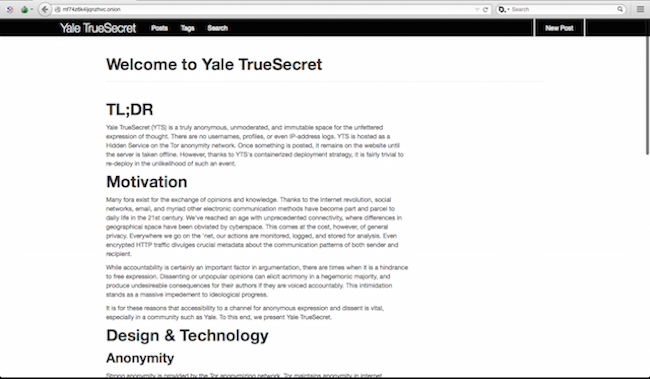 Search
Yale TrueSecret Posts Tags Search New Post
Welcome to Yale TrueSecret
TL;DR
Yale TrueSecret (YTS) is a truly anonymous, unmoderated, and immutable space for the unfettered
expression of thought. There are no usernames, profiles, or even IP-address logs. YTS is hosted as a
Hidden Service on the Tor anonymity network. Once something is posted, it remains on the website until
the server is taken offline. However, thanks to YTS's containerized deployment strategy, it is fairly trivial to
re-deploy in the unlikelihood of such an event.
Motivation
Many fora exist for the exchange of opinions and knowledge. Thanks to the internet revolution, social
networks, email, and myriad other electronic communication methods have become part and parcel to
daily life in the 21st century. We've reached an age with unprecedented connectivity, where differences in
geographical space have been obviated by cyberspace. This comes at the cost, however, of general
privacy. Everywhere we go on the 'net, our actions are monitored, logged, and stored for analysis. Even
encrypted HTTP traffic divulges crucial metadata about the communication patterns of both sender and
recipient.
While accountability is certainly an important factor in argumentation, there are times when it is a hindrance
to free expression. Dissenting or unpopular opinions can elicit acrimony in a hegemonic majority, and
produce undesireable consequences for their authors if they are voiced accountably. This intimidation
stands as a massive impedement to ideological progress.
It is for these reasons that accessibility to a channel for anonymous expression and dissent is vital,
especially in a community such as Yale. To this end, we present Yale TrueSecret.
Design & Technology
Anonymity
Strong anonymity is provided by the Tor anonymizing network. Tor maintains anonymity in internet